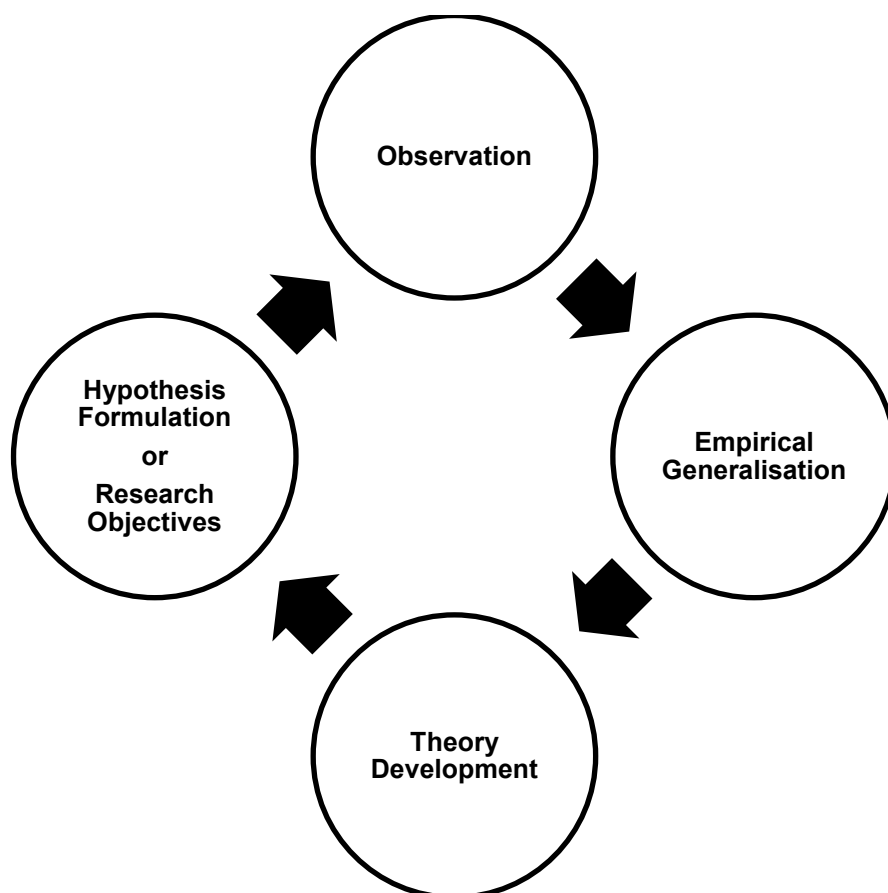 Observation
Hypothesis
Formulation
or
Research
Objectives
Empirical
Generalisation
Theory
Development